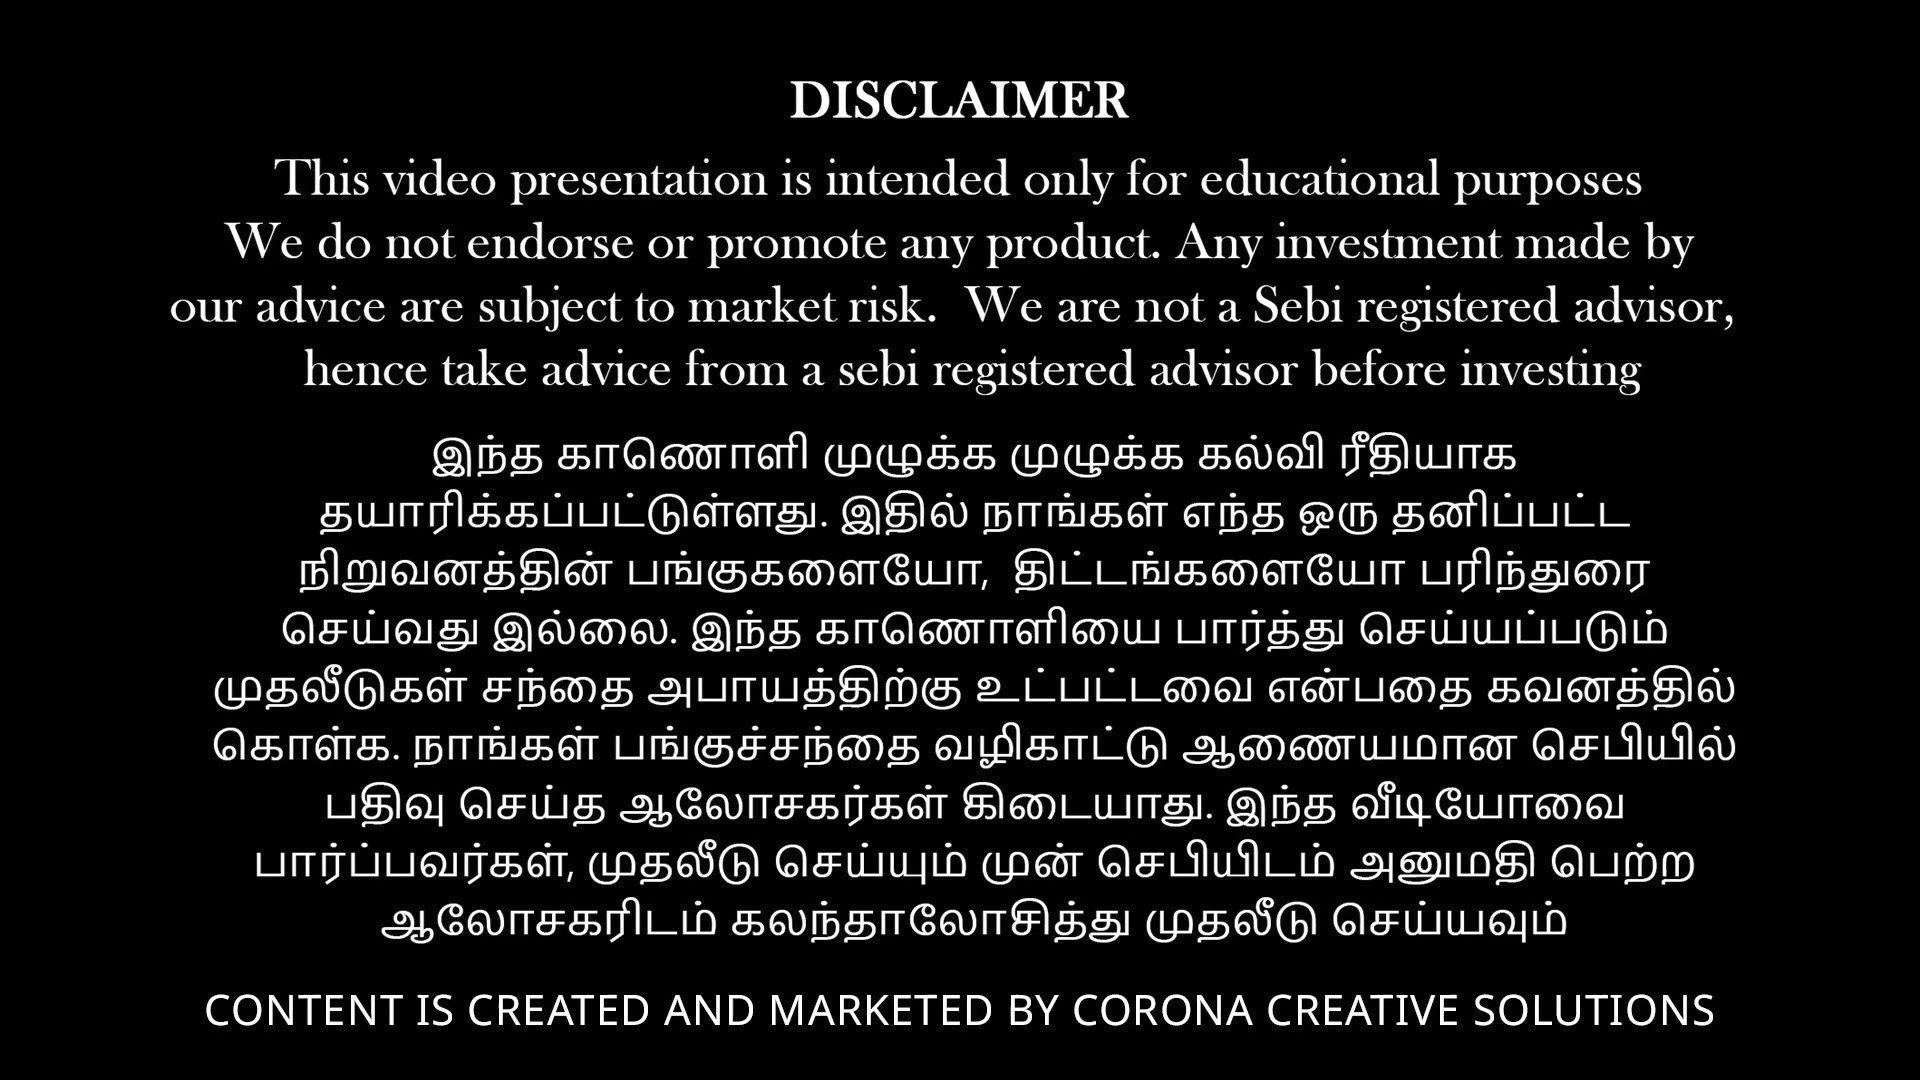 DISCLAIMER
This video presentation is intended only for educational purposes
We do not endorse or promote any product. Any investment made by
our advice are subject to market risk.  We are not a Sebi registered advisor,
hence take advice from a sebi registered advisor before investing
இந்த காணொளி முழுக்க முழுக்க கல்வி ரீதியாக
தயாரிக்கப்பட்டுள்ளது. இதில் நாங்கள் எந்த ஒரு தனிப்பட்ட
நிறுவனத்தின் பங்குகளையோ,  திட்டங்களையோ பரிந்துரை
செய்வது இல்லை. இந்த காணொளியை பார்த்து செய்யப்படும்
முதலீடுகள் சந்தை அபாயத்திற்கு உட்பட்டவை என்பதை கவனத்தில்
கொள்க. நாங்கள் பங்குச்சந்தை வழிகாட்டு ஆணையமான செபியில்
பதிவு செய்த ஆலோசகர்கள் கிடையாது. இந்த வீடியோவை
பார்ப்பவர்கள், முதலீடு செய்யும் முன் செபியிடம் அனுமதி பெற்ற
ஆலோசகரிடம் கலந்தாலோசித்து முதலீடு செய்யவும்
CONTENT IS CREATED AND MARKETED BY CORONA CREATIVE SOLUTIONS